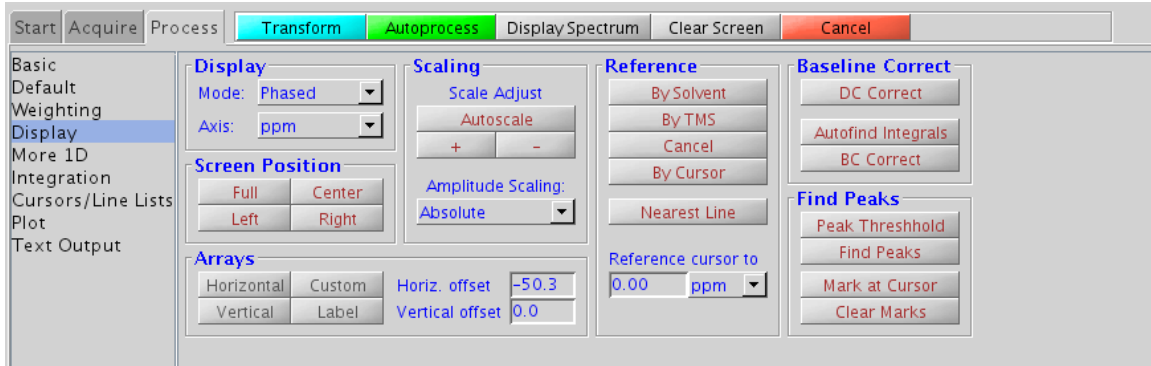 Start Acquire Process Transform Autoprocess Display Spectrum Clear Screen Cancel
Basic
Default
Weighting
Display
More 1D
Integration
Cursors/Line Lists
Plot
Text Output
Display
Mode: Phased
Axis: ppm
Screen Position
Full Center
Left Right
Scaling
Scale Adjust
Autoscale
+ -
Amplitude Scaling:
Absolute
Arrays
Horizontal Custom Horiz. offset -50.3
Vertical Label Vertical offset 0.0
Reference
By Solvent
By TMS
Cancel
By Cursor
Nearest Line
Reference cursor to
0.00 ppm
Baseline Correct
DC Correct
Autofind Integrals
BC Correct
Find Peaks
Peak Threshhold
Find Peaks
Mark at Cursor
Clear Marks